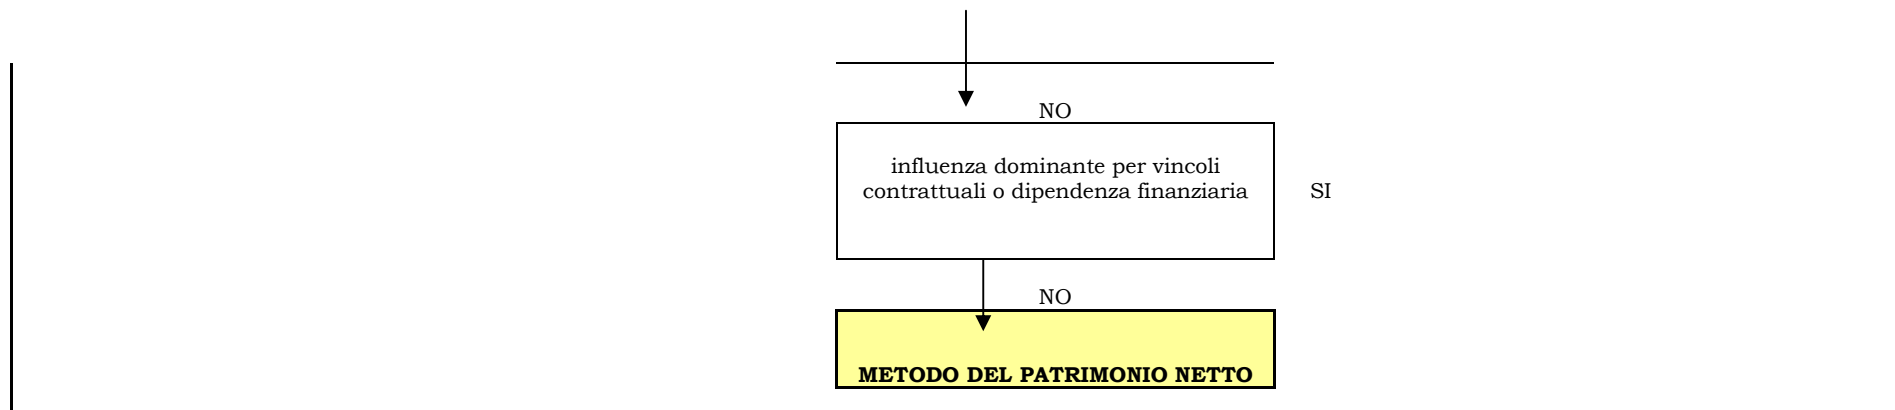 NO
influenza dominante per vincoli
contrattuali o dipendenza finanziaria
SI
NO
METODO DEL PATRIMONIO NETTO